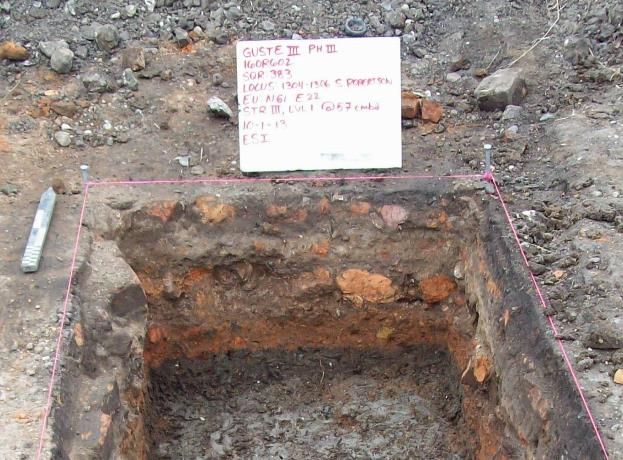 GUSTE III PH III
16OR602
SQR. 383
LOCUS: 1304-1306 S. ROBERTSON
EU N61 E22
STR III, LVL 1 @ 57 cmbd
10-1-13
ESI